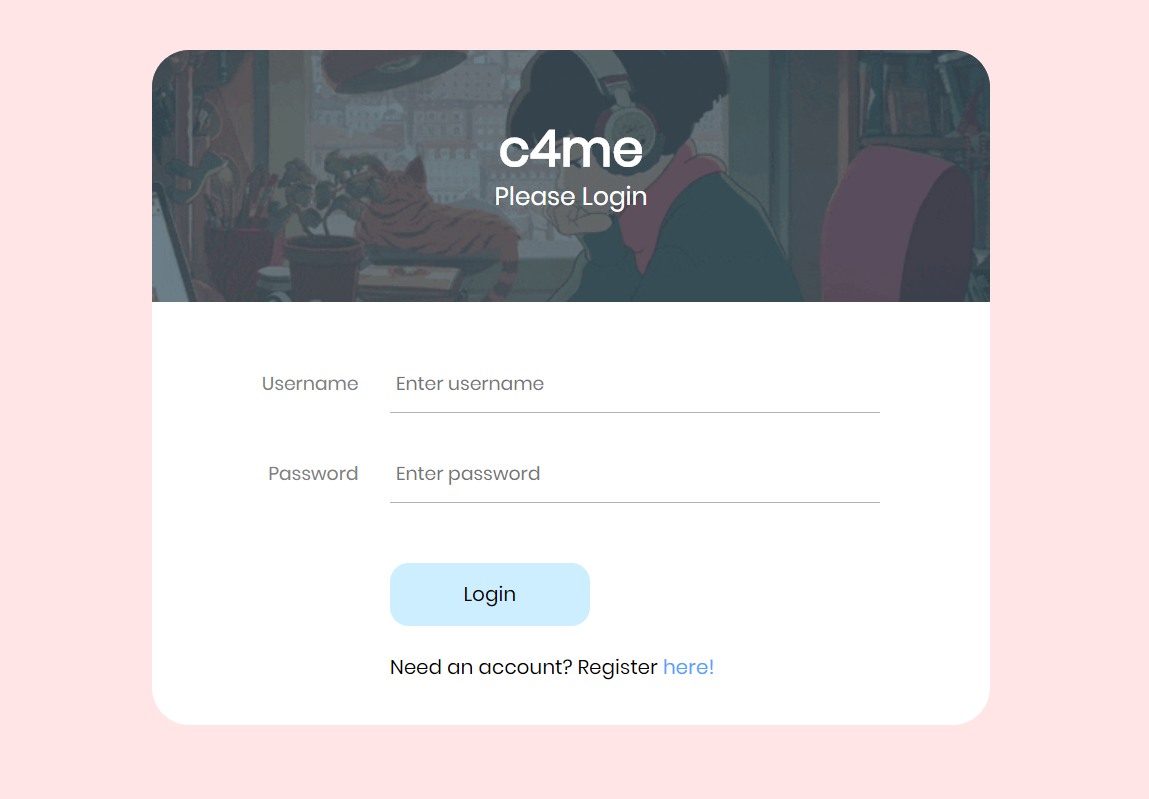 c4me
Please Login
Username Enter username
Password Enter password
Login
Need an account? Register here!